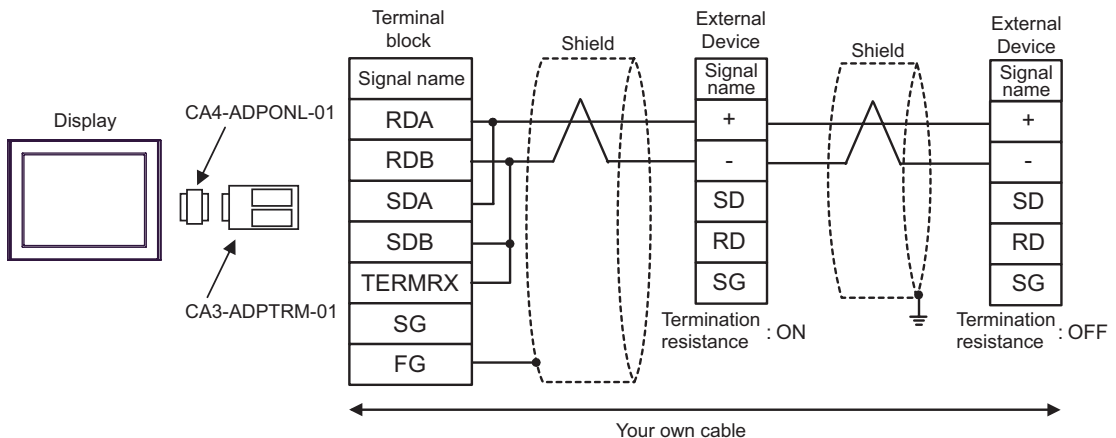 Display
CA4-ADPONL-01
CA3-ADPTRM-01
Terminal
block
Signal name
RDA
RDB
SDA
SDB
TERMRX
SG
FG
Shield
External
Device
Signal
name
+
-
SD
RD
SG
Termination
resistance : ON
Shield
External
Device
Signal
name
+
-
SD
RD
SG
Termination
resistance : OFF
Your own cable